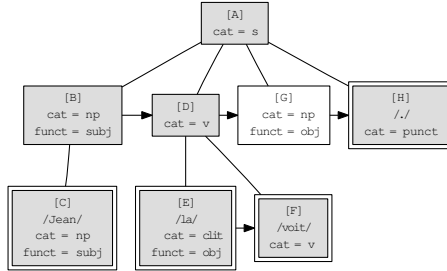 [A]
cat = s
[B]
cat = np
funct = subj
[D]
cat = v
[G]
cat = np
funct = obj
[H]
/./
cat = punct
[C]
/Jean/
cat = np
funct = subj
[E]
/la/
cat = clit
funct = obj
[F]
/voit/
cat = v